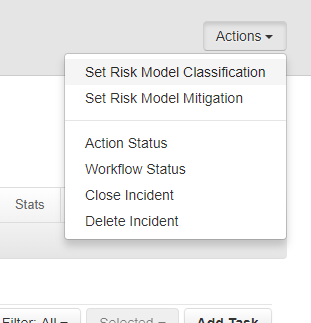 Actions
Set Risk Model Classification
Set Risk Model Mitigation
Action Status
Workflow Status
Close Incident
Delete Incident
Stats
Filter: All
Selected
Add Task